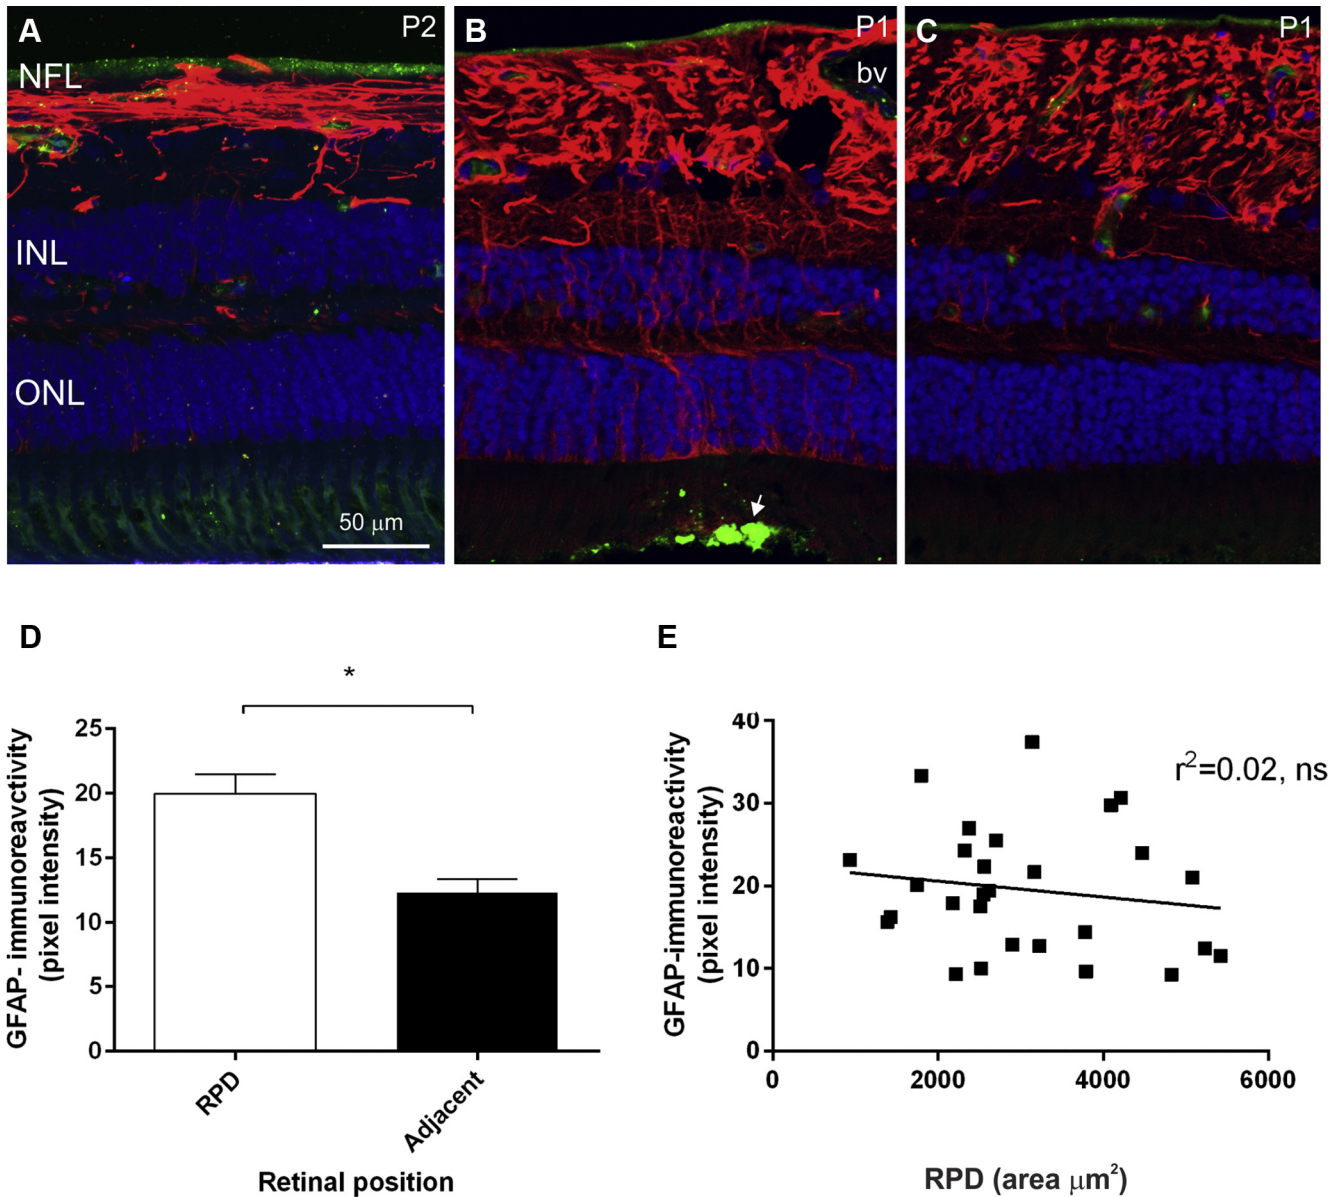 A
P2
B
P1
C
P1
NFL
bv
INL
ONL
50 μm
D
E
*
GFAP- immunoreavctivity
(pixel intensity)
25
20
15
10
5
0
RPD
Adjacent
Retinal position
GFAP-immunoreactivity
(pixel intensity)
40
30
20
10
0
r²=0.02, ns
0
2000
4000
6000
RPD (area μm²)